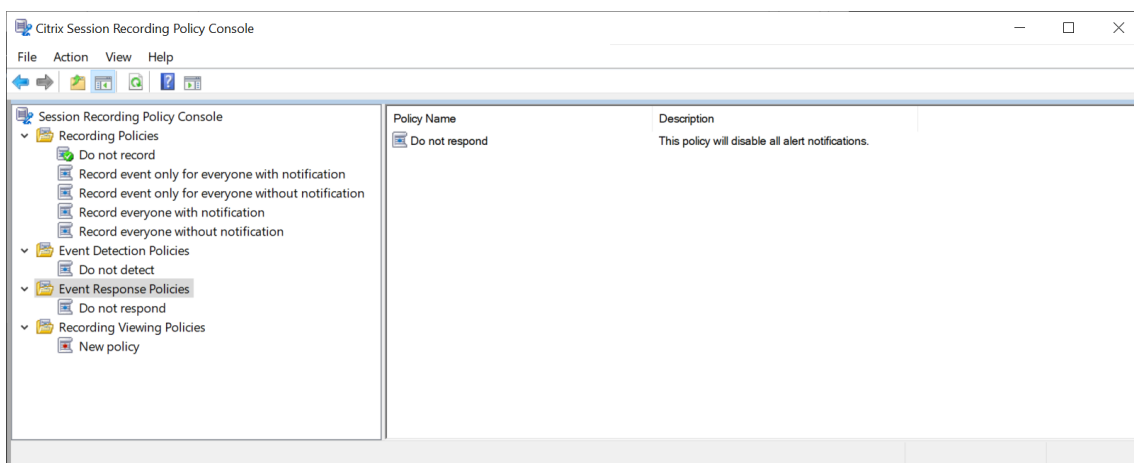 Citrix Session Recording Policy Console
File Action View Help
Session Recording Policy Console
Recording Policies
Do not record
Record event only for everyone with notification
Record event only for everyone without notification
Record everyone with notification
Record everyone without notification
Event Detection Policies
Do not detect
Event Response Policies
Do not respond
Recording Viewing Policies
New policy
Policy Name Description
Do not respond This policy will disable all alert notifications.